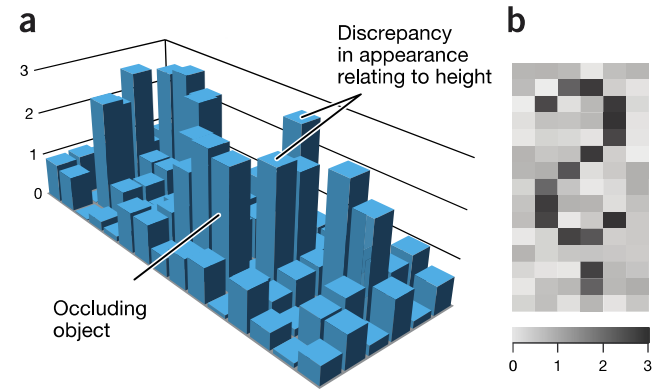 a
Discrepancy
in appearance
relating to height
3
2
1
0
Occluding
object
b
0 1 2 3